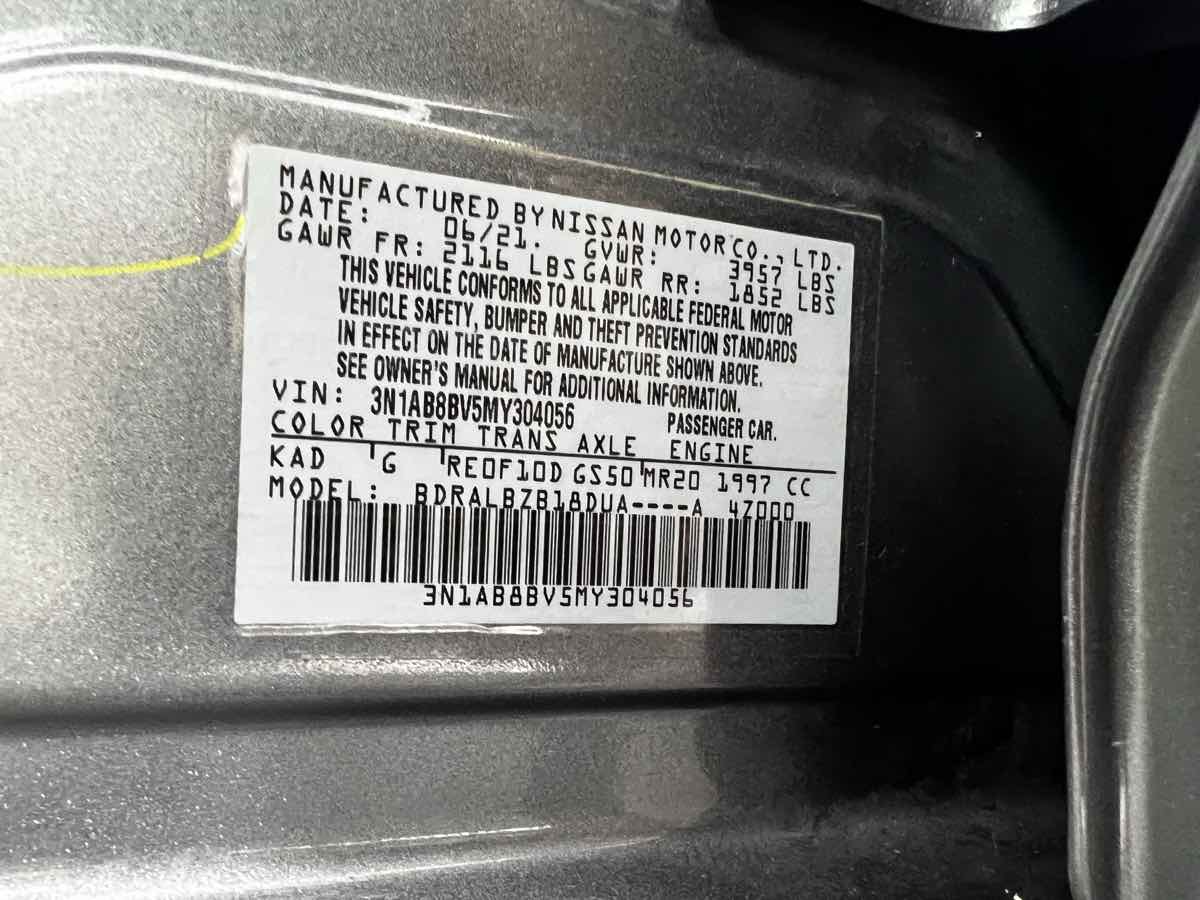 MANUFACTURED BY NISSAN MOTOR CO., LTD.
DATE: 06/21. GVWR: 3957 LBS
GAWR FR: 2116 LBS GAWR RR: 1852 LBS
THIS VEHICLE CONFORMS TO ALL APPLICABLE FEDERAL MOTOR
VEHICLE SAFETY, BUMPER AND THEFT PREVENTION STANDARDS
IN EFFECT ON THE DATE OF MANUFACTURE SHOWN ABOVE.
SEE OWNER'S MANUAL FOR ADDITIONAL INFORMATION.
VIN: 3N1AB8BV5MY304056 PASSENGER CAR.
COLOR TRIM TRANS AXLE ENGINE
KAD G RE0F10D GS50 MR20 1997 CC
MODEL: BDRALBZB18DUA----A 4Z000
3N1AB8BV5MY304056